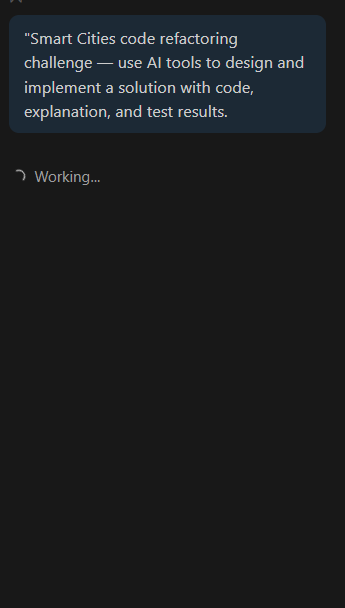 "Smart Cities code refactoring
challenge — use AI tools to design and
implement a solution with code,
explanation, and test results.
Working...